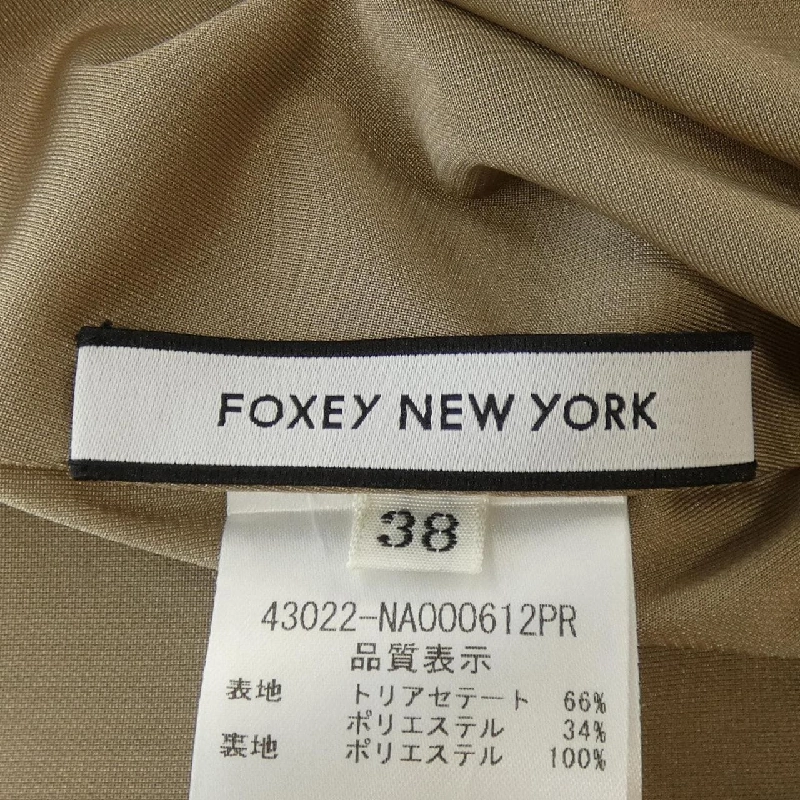 FOXEY NEW YORK
38
43022-NA000612PR
品質表示
表地 トリアセテート 66%
ポリエステル 34%
裏地 ポリエステル 100%